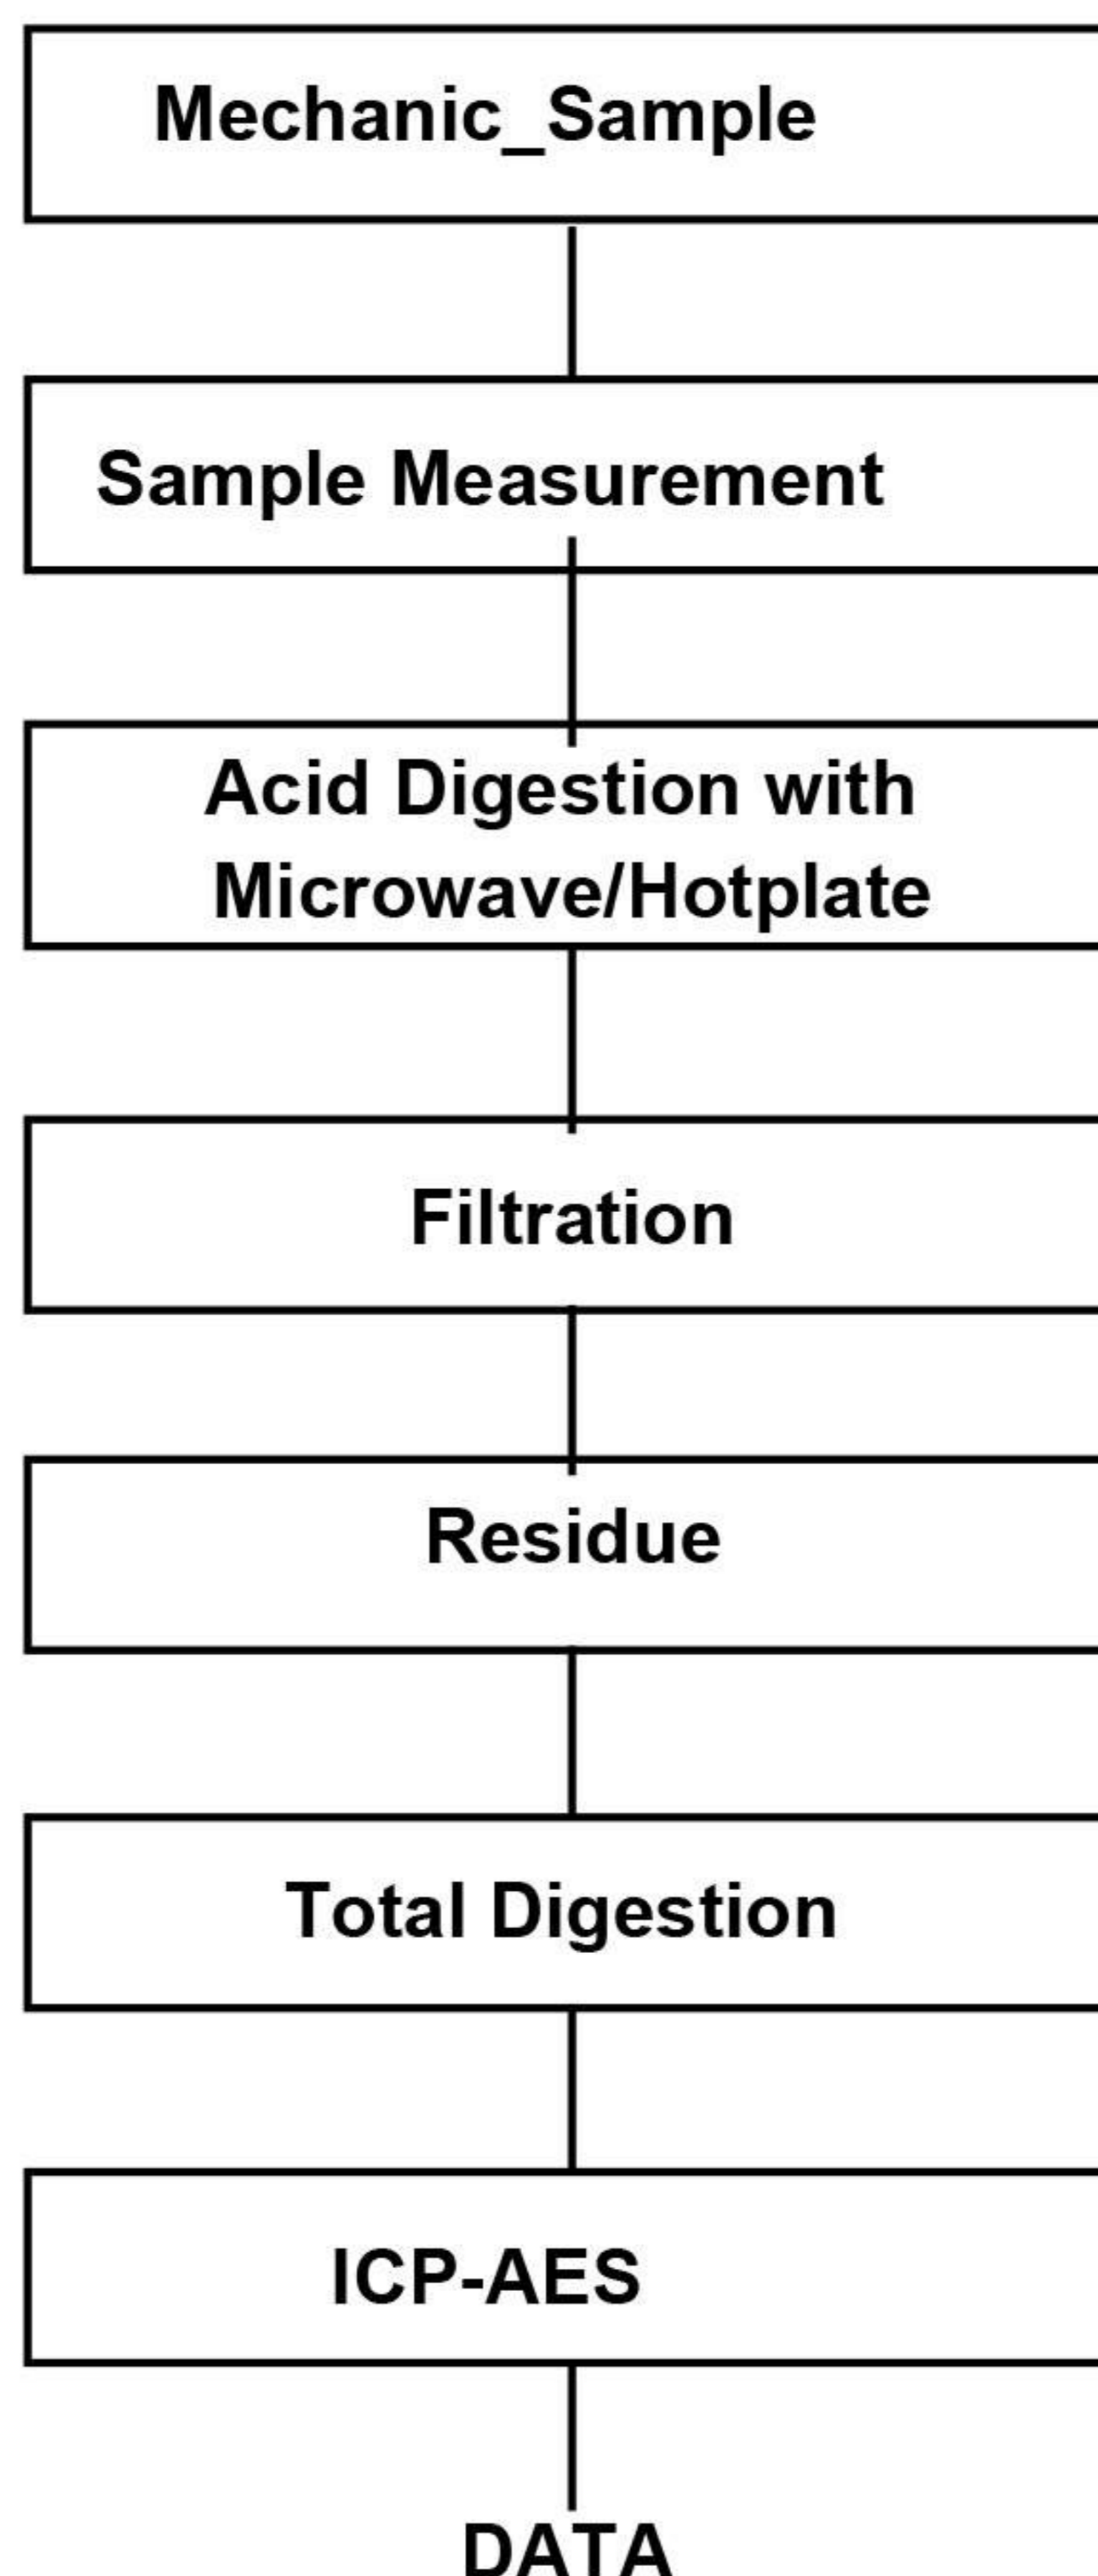 Mechanic_Sample
Sample Measurement
Acid Digestion with
Microwave/Hotplate
Filtration
Residue
Total Digestion
ICP-AES
DATA